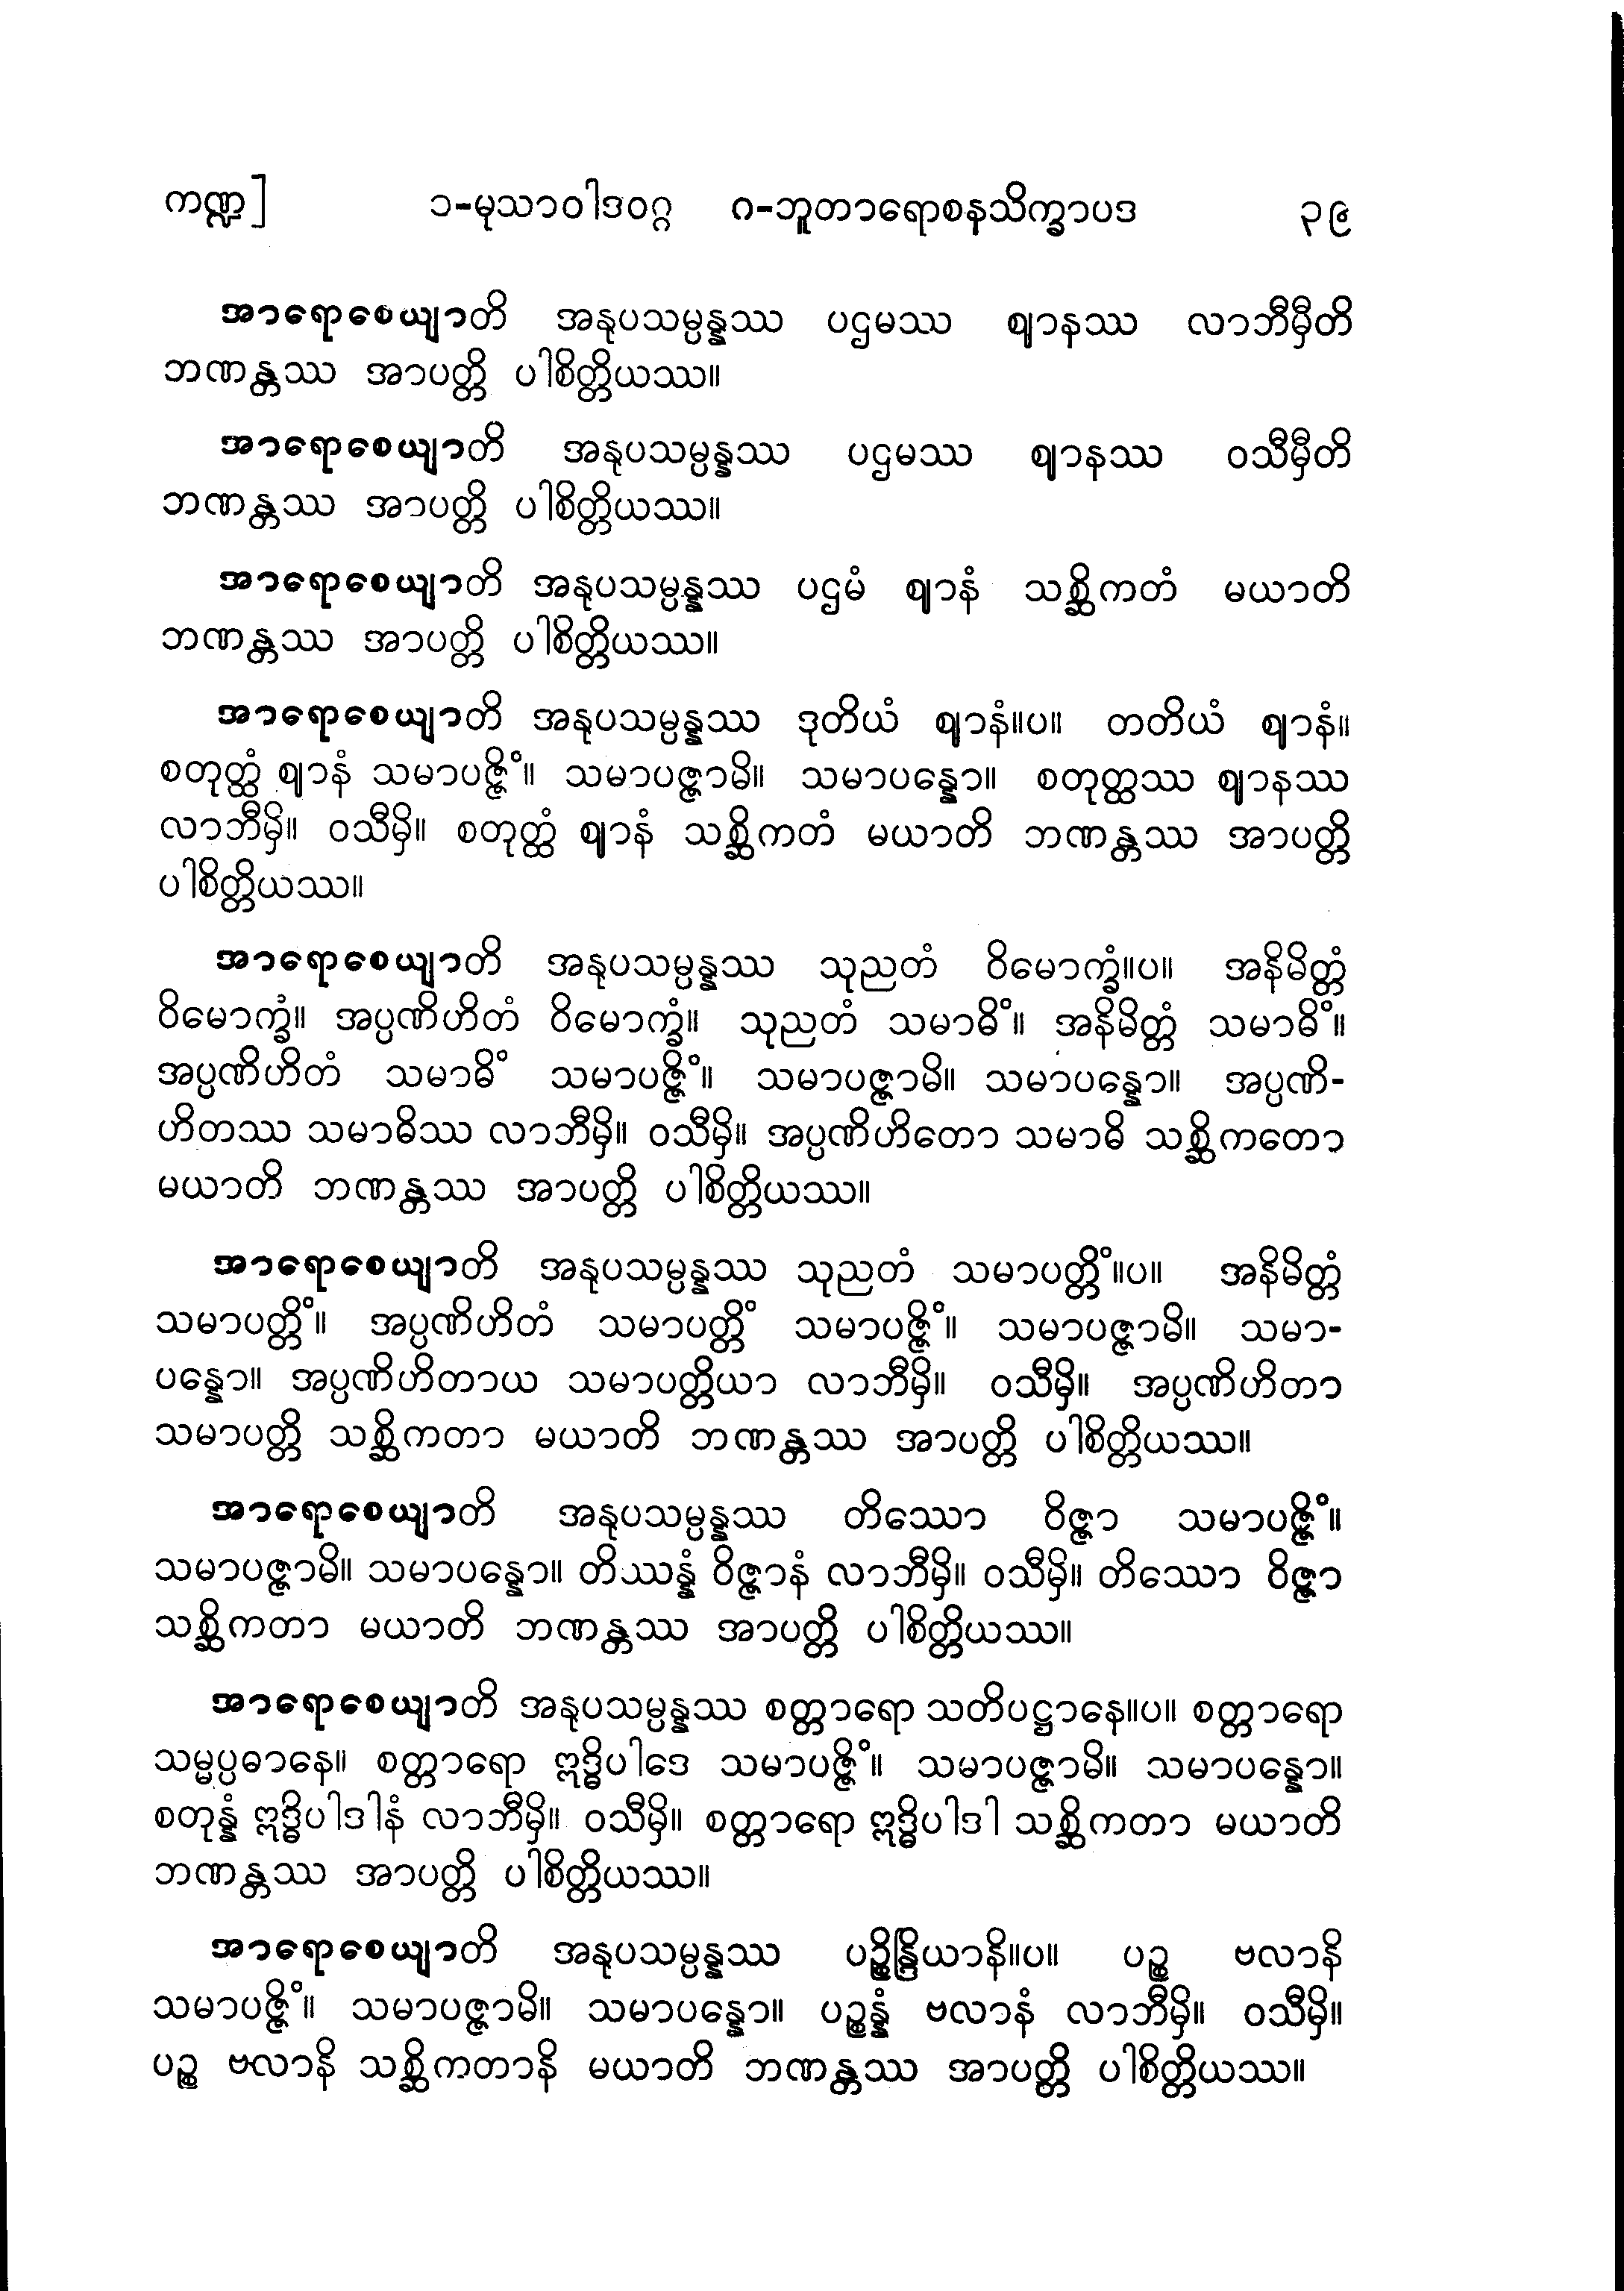 ကဏ္ဍ] ၁-မုသာဝါဒဝဂ္ဂ ဂ-ဘူတာရောစနသိက္ခာပဒ ၃၉
အာရောစေယျာတိ အနုပသမ္ပန္နဿ ပဌမဿ ဈာနဿ လာဘီမှီတိ
ဘဏန္တဿ အာပတ္တိ ပါစိတ္တိယဿ။
အာရောစေယျာတိ အနုပသမ္ပန္နဿ ပဌမဿ ဈာနဿ ဝသီမှီတိ
ဘဏန္တဿ အာပတ္တိ ပါစိတ္တိယဿ။
အာရောစေယျာတိ အနုပသမ္ပန္နဿ ပဌမံ ဈာနံ သစ္ဆိကတံ မယာတိ
ဘဏန္တဿ အာပတ္တိ ပါစိတ္တိယဿ။
အာရောစေယျာတိ အနုပသမ္ပန္နဿ ဒုတိယံ ဈာနံ။ပ။ တတိယံ ဈာနံ။
စတုတ္ထံ ဈာနံ သမာပဇ္ဇိံ။ သမာပဇ္ဇာမိ။ သမာပန္နော။ စတုတ္ထဿ ဈာနဿ
လာဘီမှိ။ ဝသီမှိ။ စတုတ္ထံ ဈာနံ သစ္ဆိကတံ မယာတိ ဘဏန္တဿ အာပတ္တိ
ပါစိတ္တိယဿ။
အာရောစေယျာတိ အနုပသမ္ပန္နဿ သုညတံ ဝိမောက္ခံ။ပ။ အနိမိတ္တံ
ဝိမောက္ခံ။ အပ္ပဏိဟိတံ ဝိမောက္ခံ။ သုညတံ သမာဓိံ။ အနိမိတ္တံ သမာဓိံ။
အပ္ပဏိဟိတံ သမာဓိံ သမာပဇ္ဇိံ။ သမာပဇ္ဇာမိ။ သမာပန္နော။ အပ္ပဏိ-
ဟိတဿ သမာဓိဿ လာဘီမှိ။ ဝသီမှိ။ အပ္ပဏိဟိတော သမာဓိ သစ္ဆိကတော
မယာတိ ဘဏန္တဿ အာပတ္တိ ပါစိတ္တိယဿ။
အာရောစေယျာတိ အနုပသမ္ပန္နဿ သုညတံ သမာပတ္တိံ။ပ။ အနိမိတ္တံ
သမာပတ္တိံ။ အပ္ပဏိဟိတံ သမာပတ္တိံ သမာပဇ္ဇိံ။ သမာပဇ္ဇာမိ။ သမာ-
ပန္နော။ အပ္ပဏိဟိတာယ သမာပတ္တိယာ လာဘီမှိ။ ဝသီမှိ။ အပ္ပဏိဟိတာ
သမာပတ္တိ သစ္ဆိကတာ မယာတိ ဘဏန္တဿ အာပတ္တိ ပါစိတ္တိယဿ။
အာရောစေယျာတိ အနုပသမ္ပန္နဿ တိဿော ဝိဇ္ဇာ သမာပဇ္ဇိံ။
သမာပဇ္ဇာမိ။ သမာပန္နော။ တိဿန္နံ ဝိဇ္ဇာနံ လာဘီမှိ။ ဝသီမှိ။ တိဿော ဝိဇ္ဇာ
သစ္ဆိကတာ မယာတိ ဘဏန္တဿ အာပတ္တိ ပါစိတ္တိယဿ။
အာရောစေယျာတိ အနုပသမ္ပန္နဿ စတ္တာရော သတိပဋ္ဌာနေ။ပ။ စတ္တာရော
သမ္မပ္ပဓာနေ။ စတ္တာရော ဣဒ္ဓိပါဒေ သမာပဇ္ဇိံ။ သမာပဇ္ဇာမိ။ သမာပန္နော။
စတုန္နံ ဣဒ္ဓိပါဒါနံ လာဘီမှိ။ ဝသီမှိ။ စတ္တာရော ဣဒ္ဓိပါဒါ သစ္ဆိကတာ မယာတိ
ဘဏန္တဿ အာပတ္တိ ပါစိတ္တိယဿ။
အာရောစေယျာတိ အနုပသမ္ပန္နဿ ပဉ္စိန္ဒြိယာနိ။ပ။ ပဉ္စ ဗလာနိ
သမာပဇ္ဇိံ။ သမာပဇ္ဇာမိ။ သမာပန္နော။ ပဉ္စန္နံ ဗလာနံ လာဘီမှိ။ ဝသီမှိ။
ပဉ္စ ဗလာနိ သစ္ဆိကတာနိ မယာတိ ဘဏန္တဿ အာပတ္တိ ပါစိတ္တိယဿ။